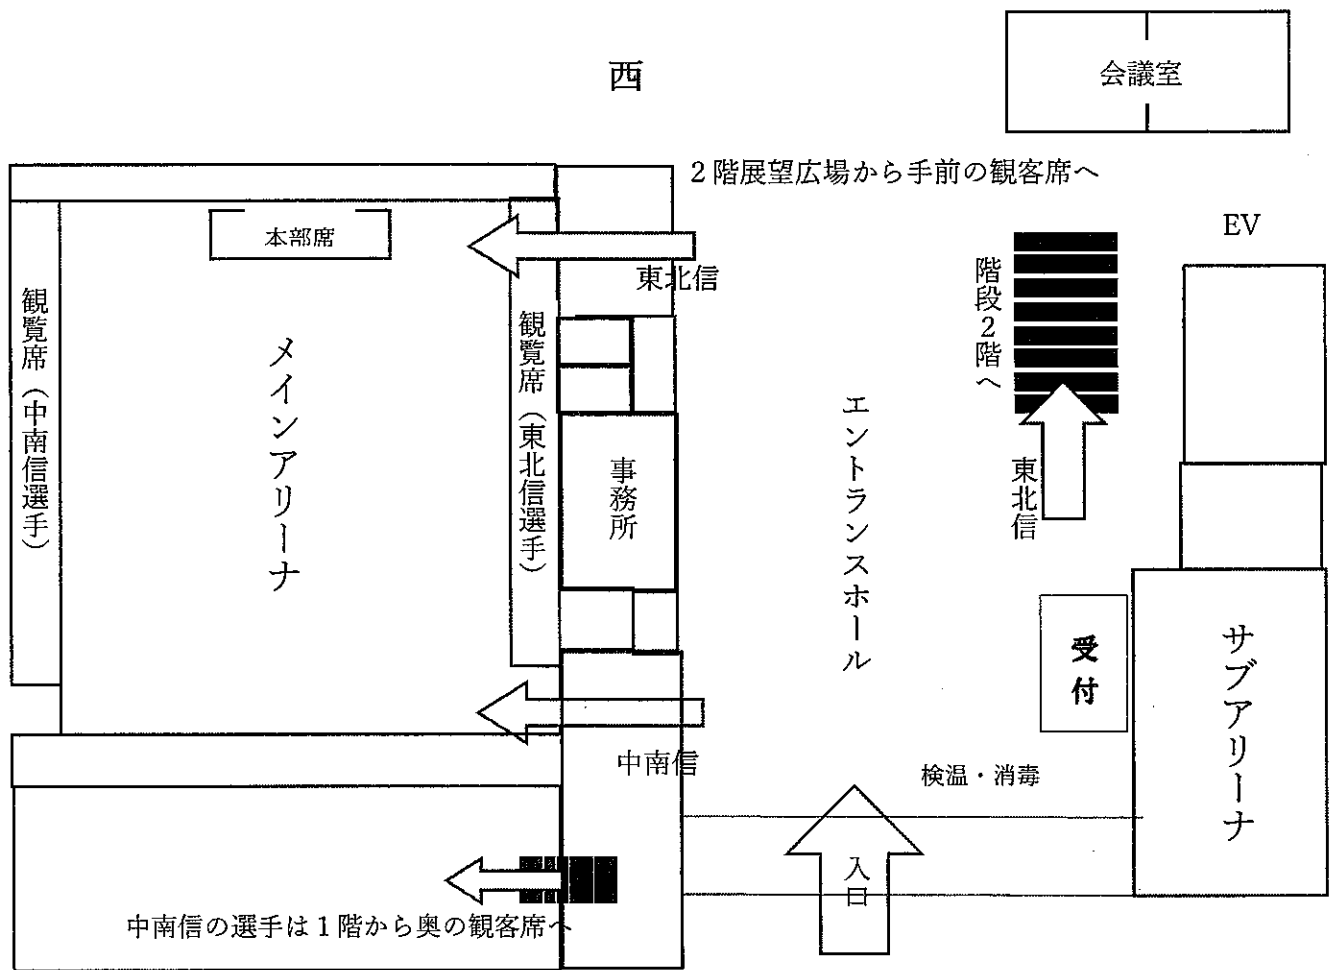 西
会議室
2階展望広場から手前の観客席へ
EV
本部席
東北信
階段2階へ
観覧席(中南信選手)
メインアリーナ
観覧席(東北信選手)
事務所
エントランスホール
東北信
受付
サブアリーナ
中南信
検温・消毒
入口
中南信の選手は1階から奥の観客席へ